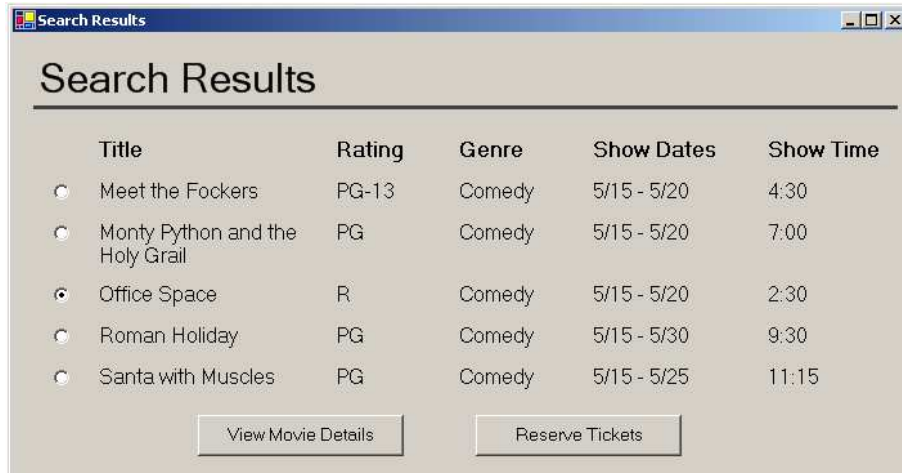 Search Results
Search Results
Title Rating Genre Show Dates Show Time
Meet the Fockers PG-13 Comedy 5/15 - 5/20 4:30
Monty Python and the PG Comedy 5/15 - 5/20 7:00
Holy Grail
Office Space R Comedy 5/15 - 5/20 2:30
Roman Holiday PG Comedy 5/15 - 5/30 9:30
Santa with Muscles PG Comedy 5/15 - 5/25 11:15
View Movie Details Reserve Tickets